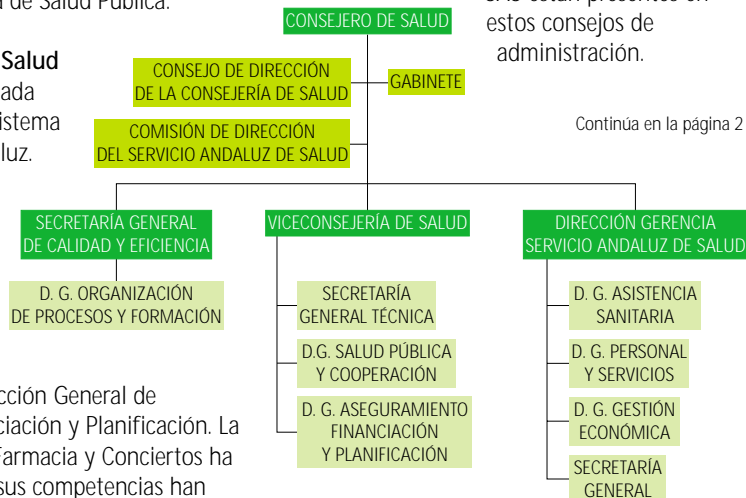 de Salud Pública.
Salud
istema
luz.
estos consejos de
administración.
Continúa en la página 2
CONSEJERO DE SALUD
CONSEJO DE DIRECCIÓN
DE LA CONSEJERÍA DE SALUD
GABINETE
COMISIÓN DE DIRECCIÓN
DEL SERVICIO ANDALUZ DE SALUD
SECRETARÍA GENERAL
DE CALIDAD Y EFICIENCIA
VICECONSEJERÍA DE SALUD
DIRECCIÓN GERENCIA
SERVICIO ANDALUZ DE SALUD
D. G. ORGANIZACIÓN
DE PROCESOS Y FORMACIÓN
SECRETARÍA
GENERAL TÉCNICA
D.G. SALUD PÚBLICA
Y COOPERACIÓN
D. G. ASEGURAMIENTO
FINANCIACIÓN
Y PLANIFICACIÓN
D. G. ASISTENCIA
SANITARIA
D. G. PERSONAL
Y SERVICIOS
D. G. GESTIÓN
ECONÓMICA
SECRETARÍA
GENERAL
cción General de
ciación y Planificación. La
Farmacia y Conciertos ha
sus competencias han